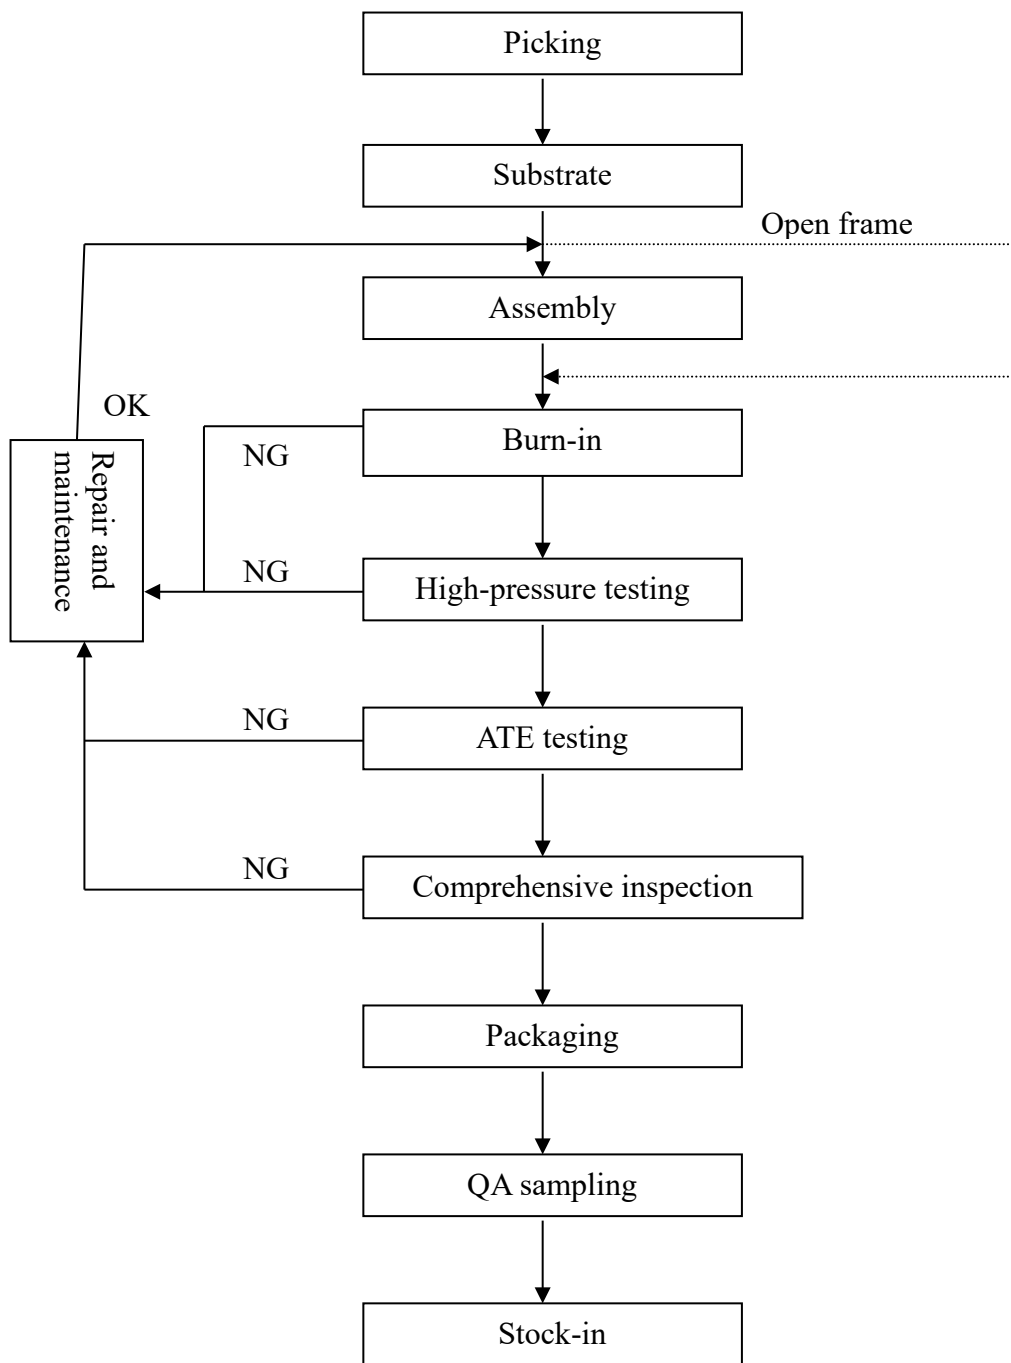 Picking
Substrate
Open frame
Assembly
OK
Burn-in
NG
Repair and
maintenance
NG
High-pressure testing
NG
ATE testing
NG
Comprehensive inspection
Packaging
QA sampling
Stock-in